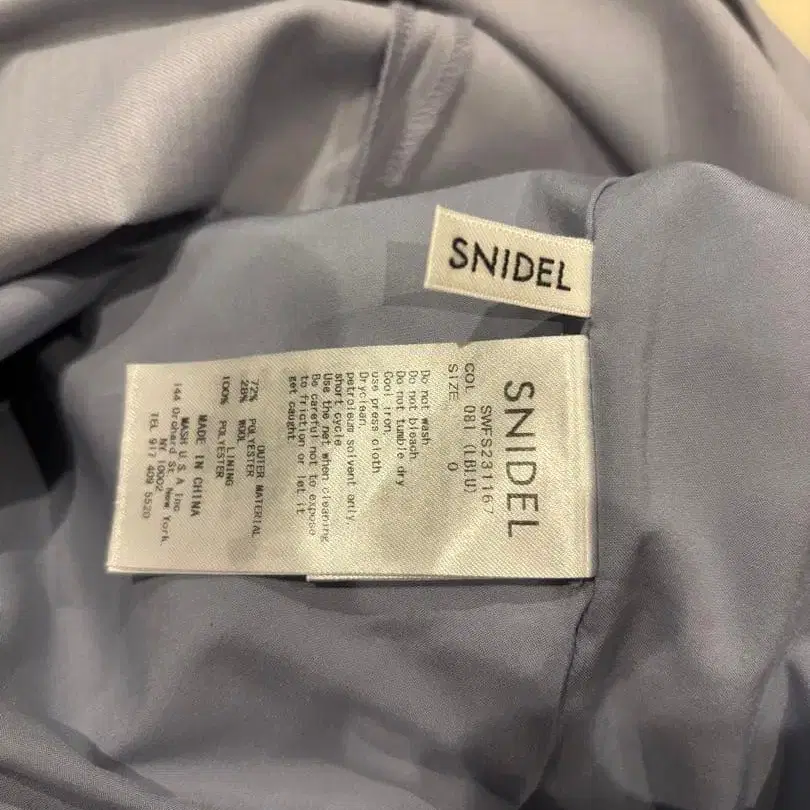 SNIDEL
SNIDEL
SWFS231167
COL 091 (LBLU)
SIZE 0
Do not wash
Do not bleach
Do not tumble dry
Cool iron.
use press cloth
Dryclean.
petroleum solvent only.
short cycle
Use the net when cleaning
Be careful not to expose
to friction or let it
get caught
OUTER MATERIAL
72% POLYESTER
28% WOOL
LINING
100% POLYESTER
MADE IN CHINA
MASH U.S.A Inc
144 Orchard St. New York.
NY 10002
TEL 917 409 5520